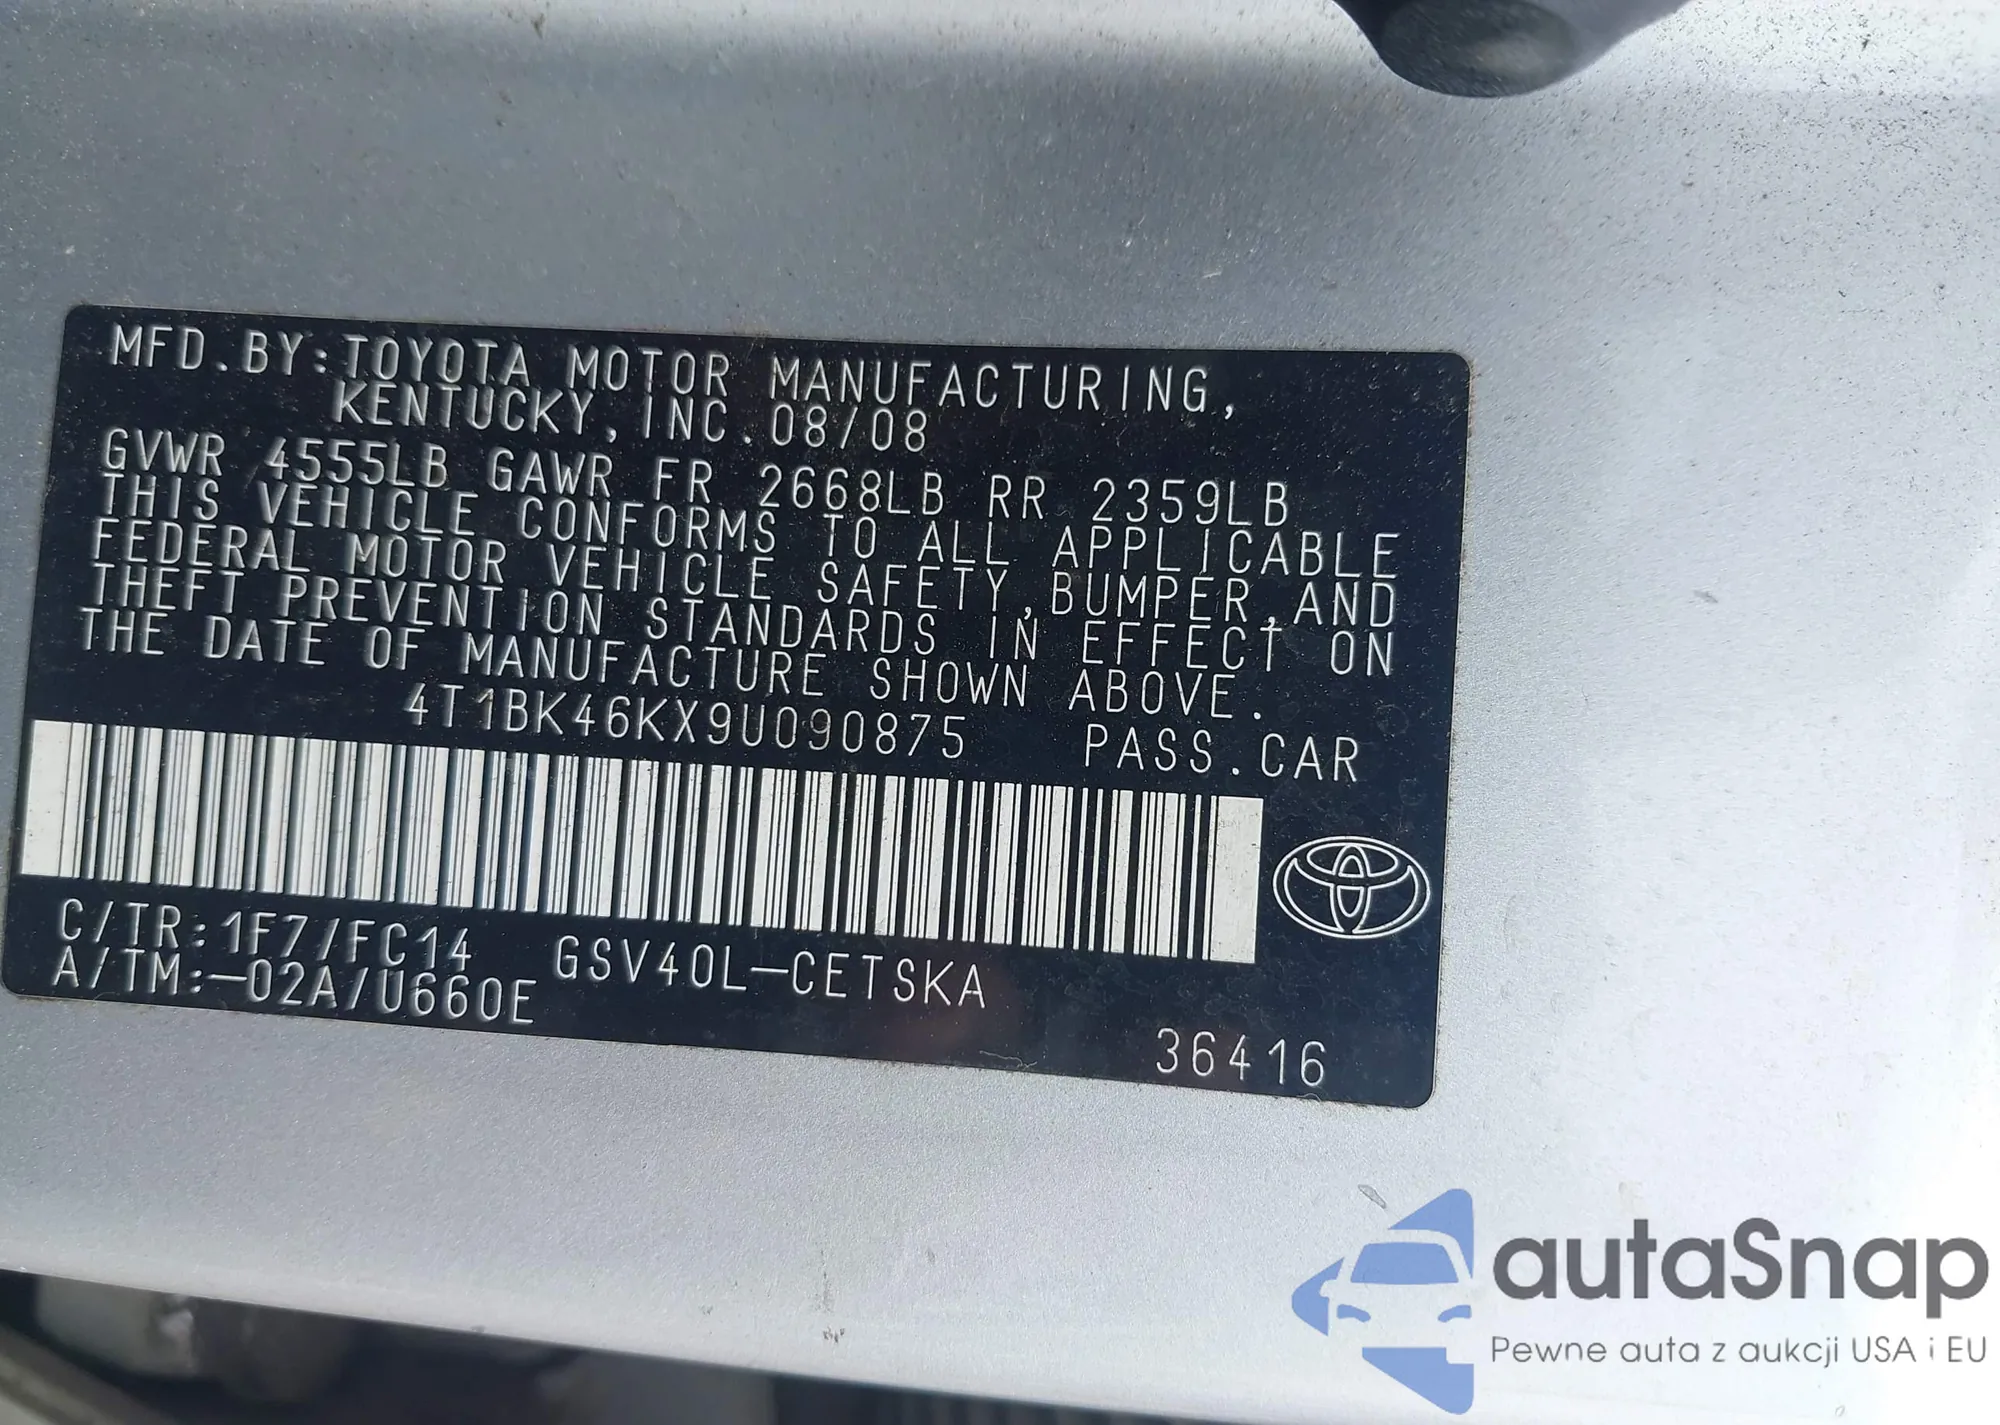 MFD.BY:TOYOTA MOTOR MANUFACTURING,
KENTUCKY,INC.08/08
GVWR 4555LB GAWR FR 2668LB RR 2359LB
THIS VEHICLE CONFORMS TO ALL APPLICABLE
FEDERAL MOTOR VEHICLE SAFETY,BUMPER,AND
THEFT PREVENTION STANDARDS IN EFFECT ON
THE DATE OF MANUFACTURE SHOWN ABOVE.
4T1BK46KX9U090875 PASS.CAR
C/TR:1F7/FC14 GSV40L-CETSKA
A/TM:-02A/U660E
36416
autaSnap
Pewne auta z aukcji USA i EU